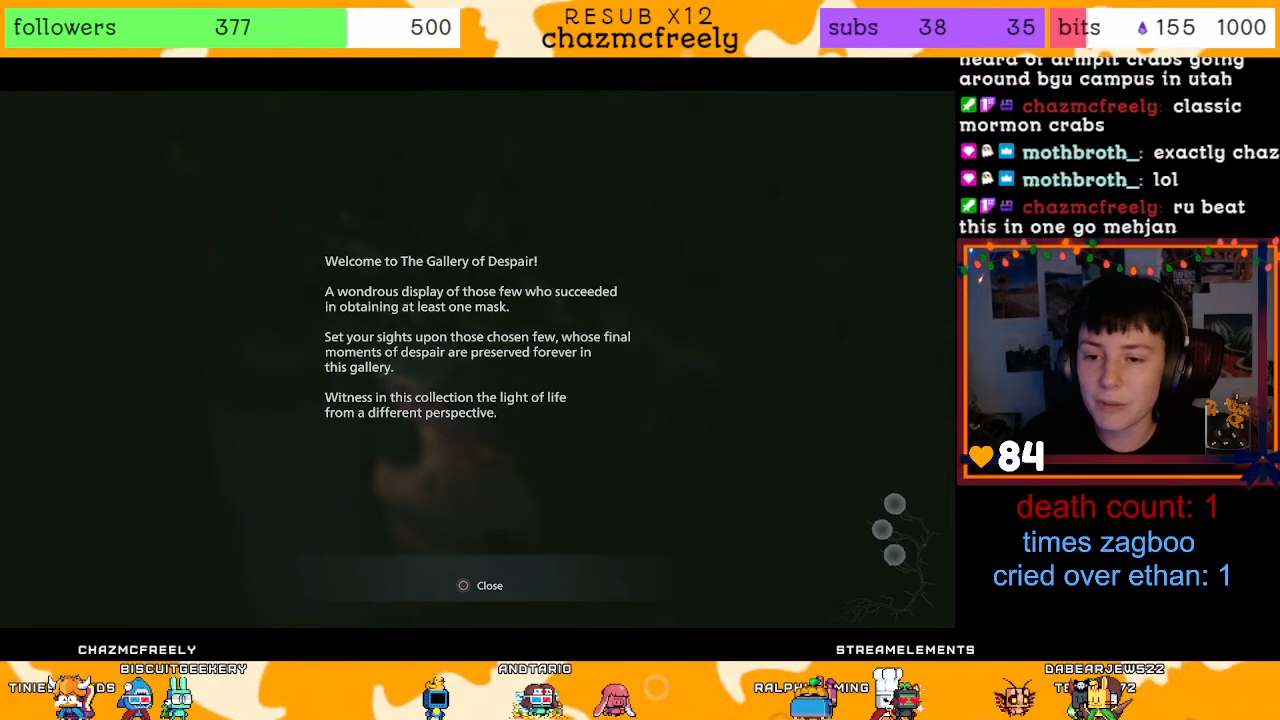 followers 377 500
RESUB X12
chazmcfreely
subs 38 35
bits 155 1000
heard of armpit crabs going
around byu campus in utah
chazmcfreely: classic
mormon crabs
mothbroth_: exactly chaz
mothbroth_: lol
chazmcfreely: ru beat
this in one go mehjan
Welcome to The Gallery of Despair!
A wondrous display of those few who succeeded
in obtaining at least one mask.
Set your sights upon those chosen few, whose final
moments of despair are preserved forever in
this gallery.
Witness in this collection the light of life
from a different perspective.
Close
84
death count: 1
times zagboo
cried over ethan: 1
CHAZMCFREELY
STREAMELEMENTS
BISCUITGEEKERY
ANDTARIO
DABEARJEWS22